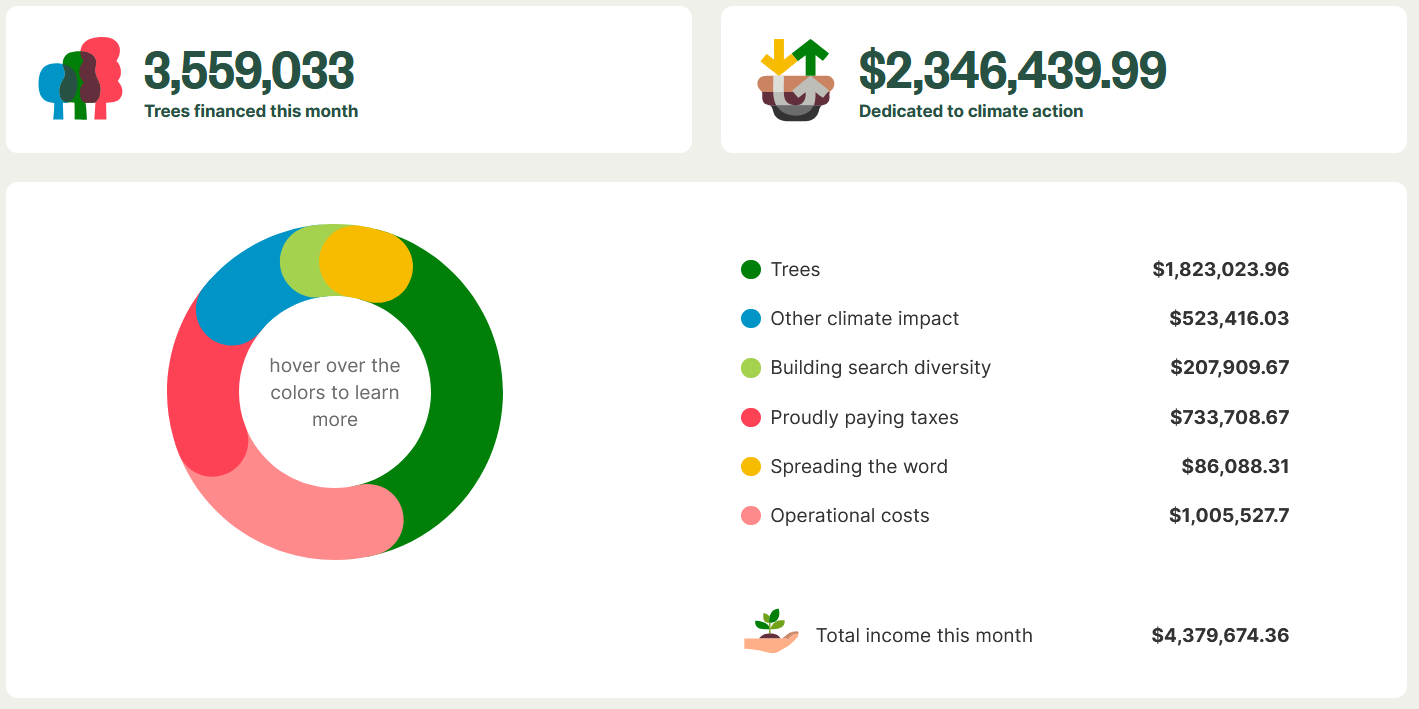 3,559,033
Trees financed this month
$2,346,439.99
Dedicated to climate action
hover over the
colors to learn
more
Trees $1,823,023.96
Other climate impact $523,416.03
Building search diversity $207,909.67
Proudly paying taxes $733,708.67
Spreading the word $86,088.31
Operational costs $1,005,527.7
Total income this month $4,379,674.36